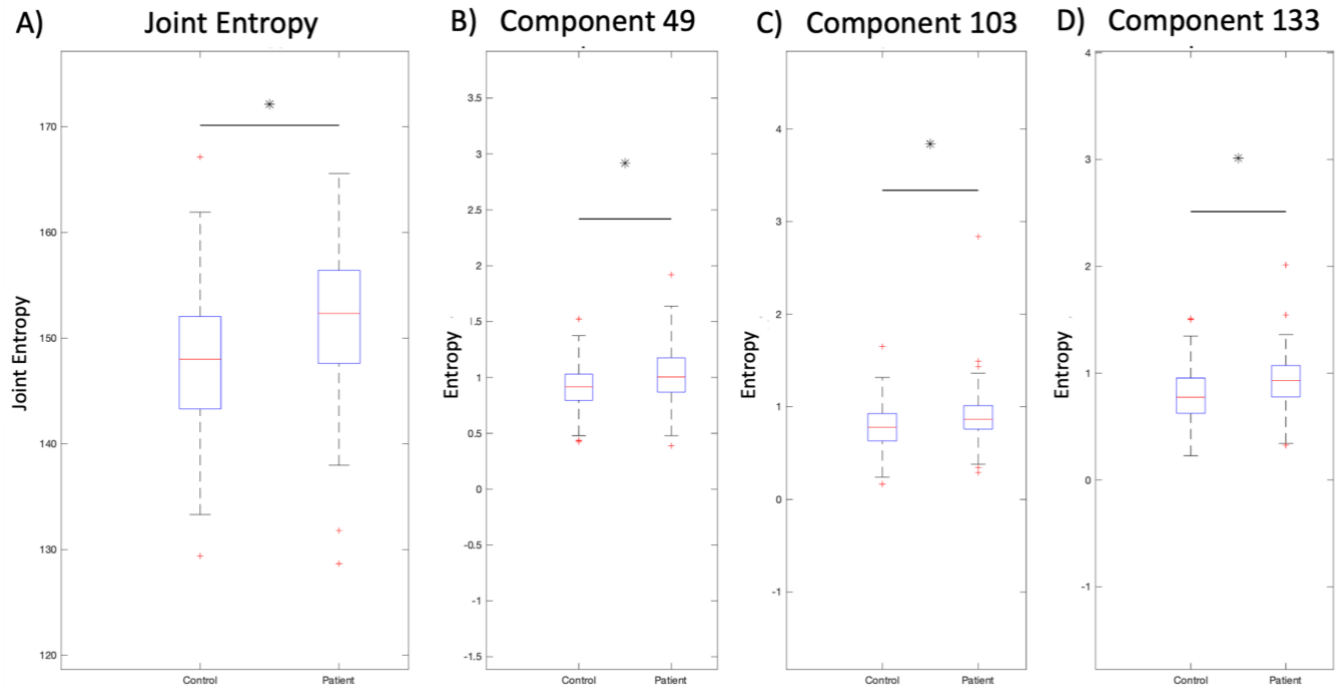 A) Joint Entropy
B) Component 49
C) Component 103
D) Component 133
Joint Entropy
170
160
150
140
130
120
Control Patient
Entropy
3.5
3
2.5
2
1.5
1
0.5
0
-0.5
-1
-1.5
Control Patient
Entropy
4
3
2
1
0
-1
Control Patient
Entropy
4
3
2
1
0
-1
Control Patient